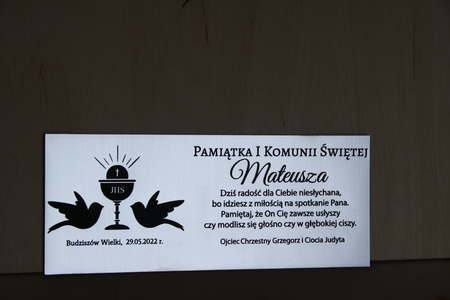 Pamiątka I Komunii Świętej
Mateusza
Dziś radość dla Ciebie niesłychana,
bo idziesz z miłością na spotkanie Pana.
Pamiętaj, że On Cię zawsze usłyszy
czy modlisz się głośno czy w głębokiej ciszy.
Ojciec Chrzestny Grzegorz i Ciocia Judyta
JHS
Budziszów Wielki, 29.05.2022 r.